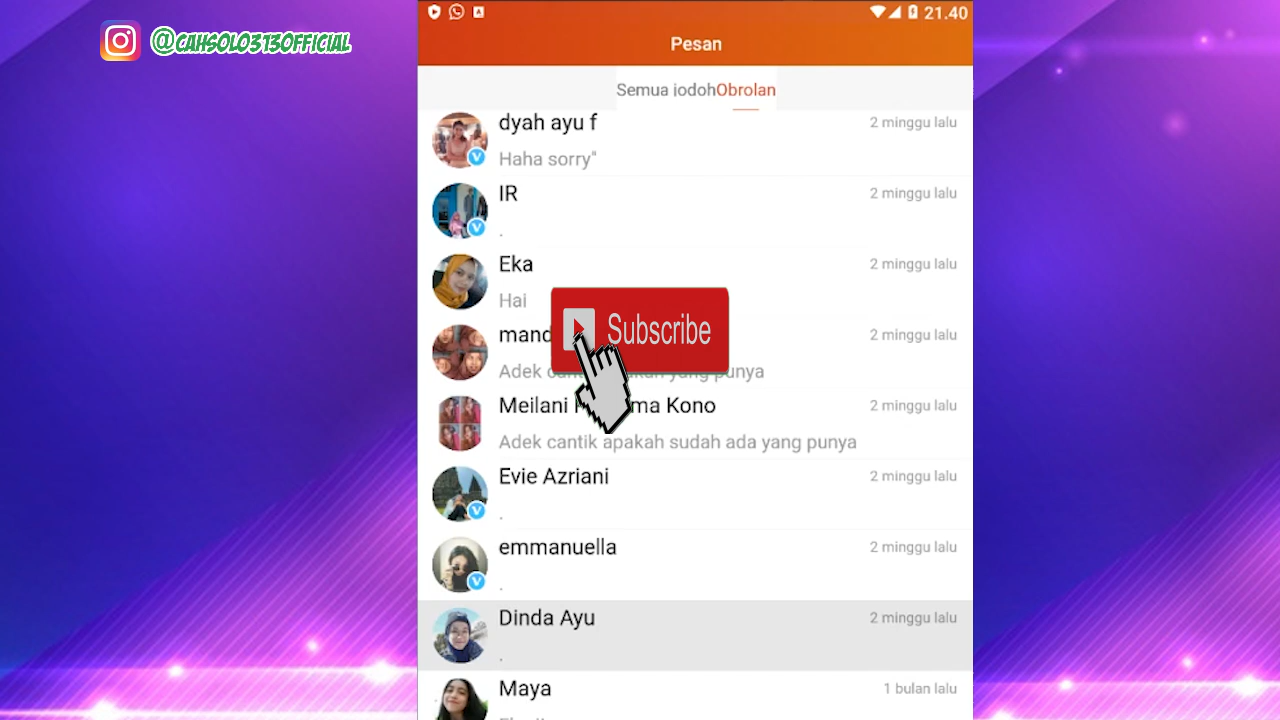 @CAHSOLO313OFFICIAL
21.40
Pesan
Semua jodoh Obrolan
dyah ayu f 2 minggu lalu
Haha sorry"
IR 2 minggu lalu
.
Eka 2 minggu lalu
Hai
Subscribe
mand 2 minggu lalu
Adek yang punya
Meilani Kono 2 minggu lalu
Adek cantik apakah sudah ada yang punya
Evie Azriani 2 minggu lalu
.
emmanuella 2 minggu lalu
.
Dinda Ayu 2 minggu lalu
.
Maya 1 bulan lalu